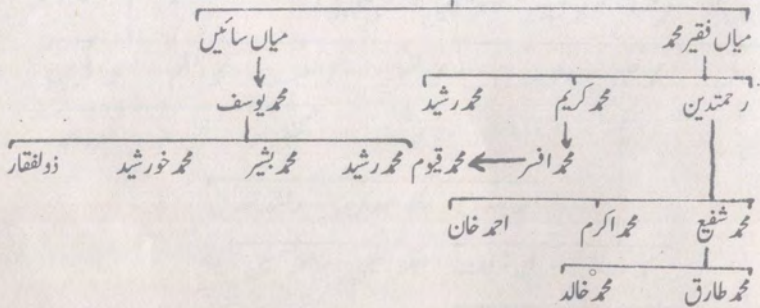 میاں فقیر محمد میاں سائیں
رحمتدین محمد کریم محمد رشید محمد یوسف
محمد افسر محمد قیوم محمد رشید محمد بشیر محمد خورشید ذولفقار
محمد شفیع محمد اکرم احمد خان
محمد طارق محمد خالد